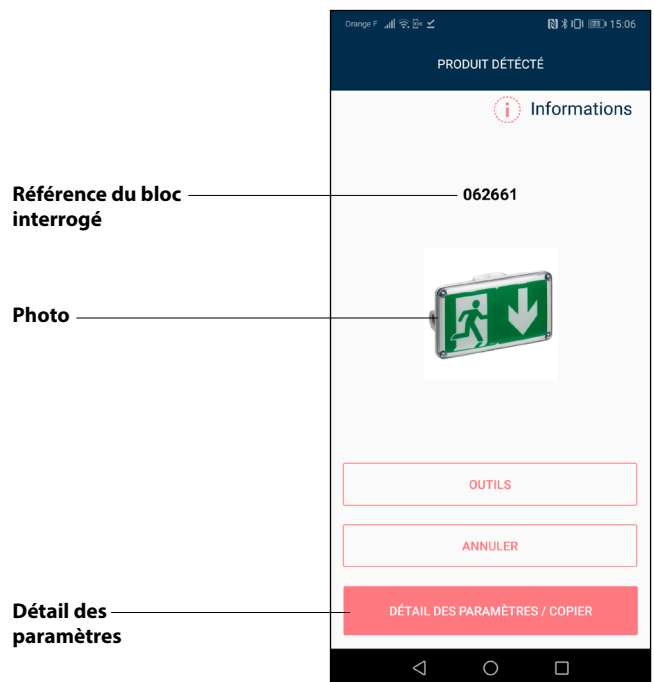 Orange F
15:06
PRODUIT DÉTÉCTÉ
i Informations
Référence du bloc
interrogé
062661
Photo
OUTILS
ANNULER
Détail des
paramètres
DÉTAIL DES PARAMÈTRES / COPIER